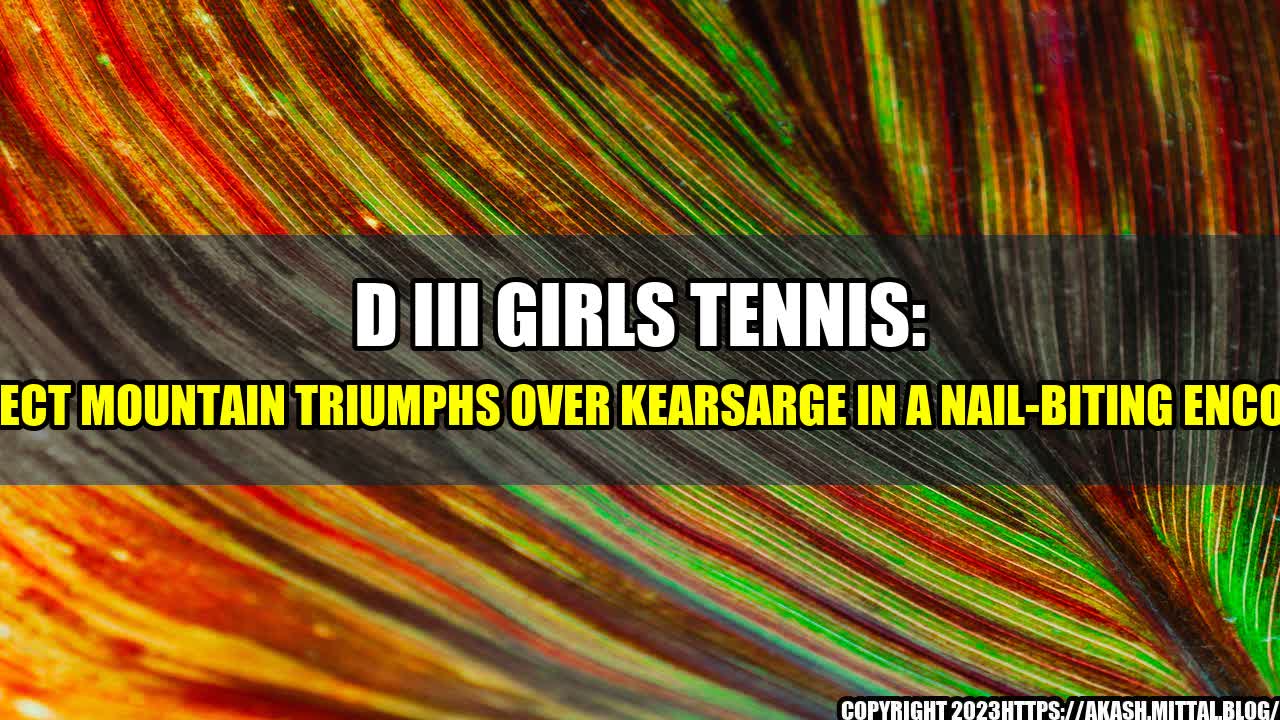 D III GIRLS TENNIS:
ECT MOUNTAIN TRIUMPHS OVER KEARSARGE IN A NAIL-BITING ENCO
COPYRIGHT 2023HTTPS://AKASH.MITTAL.BLOG/